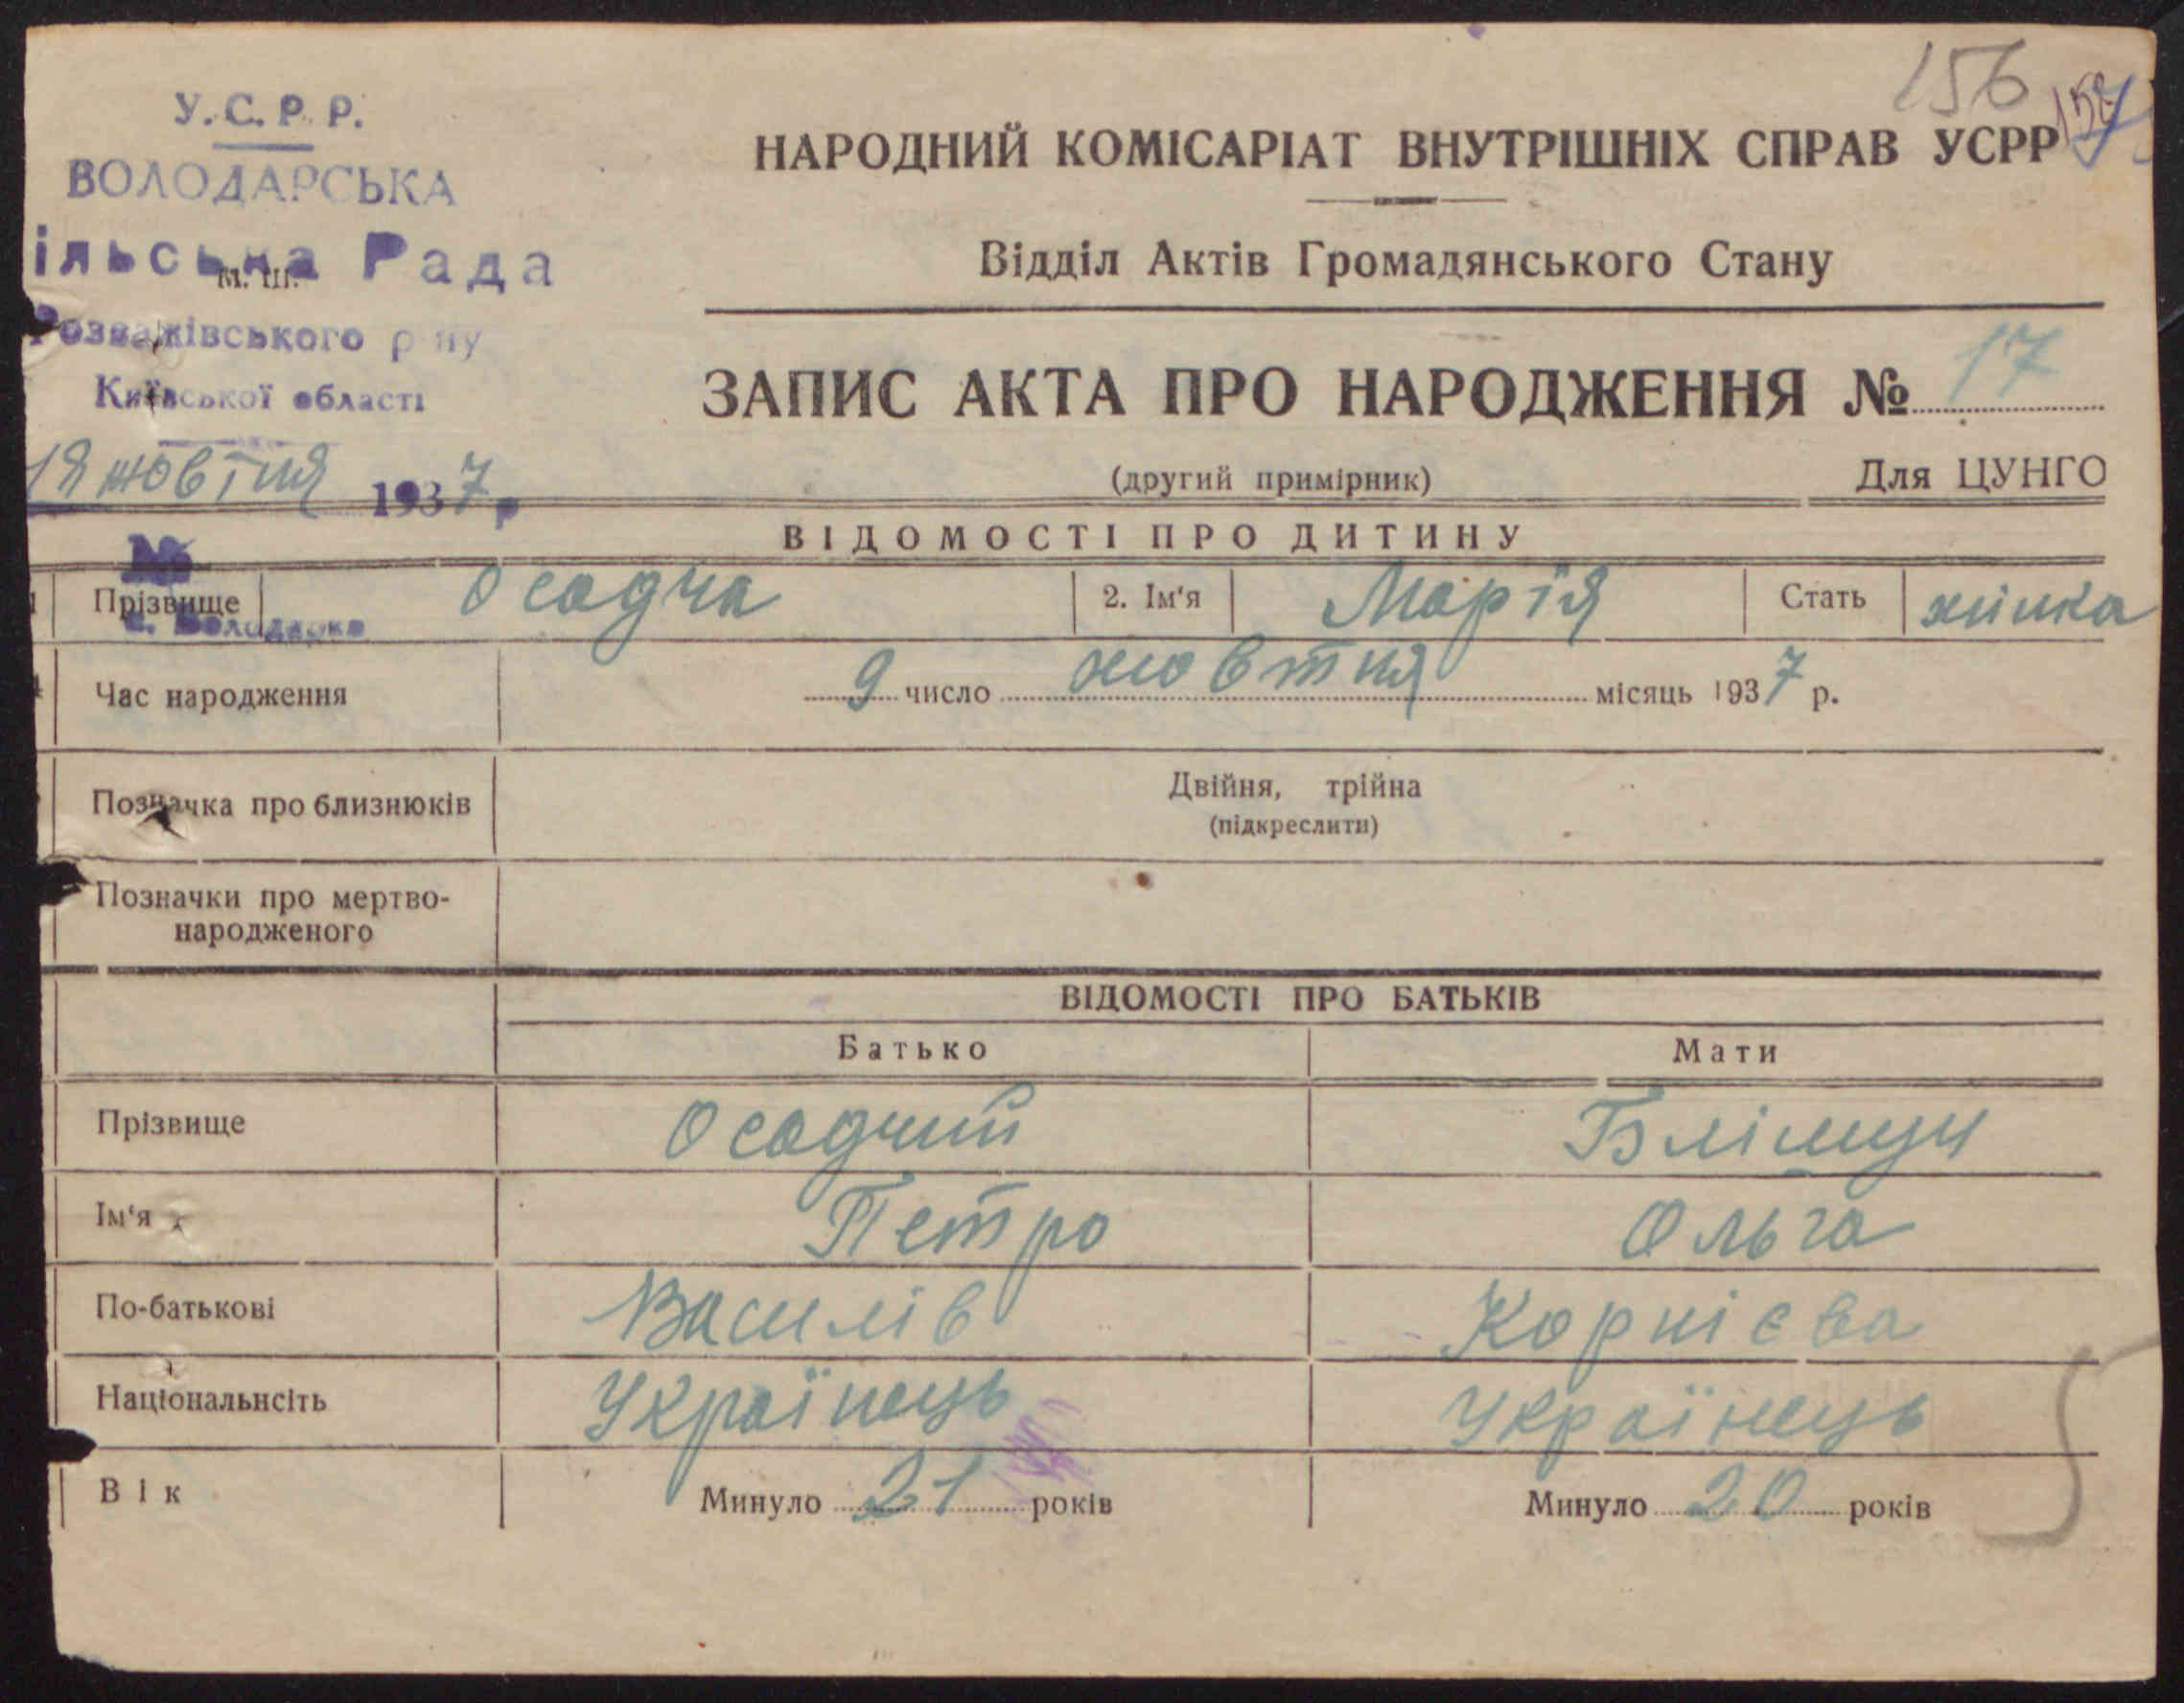 156
У.С.Р.Р.
ВОЛОДАРСЬКА
ільська Рада
м. ш.
Розважівського р ну
Київської області
19 жовтня 1937 р
№
с. Володарка
НАРОДНИЙ КОМІСАРІАТ ВНУТРІШНІХ СПРАВ УСРР
Відділ Актів Громадянського Стану
ЗАПИС АКТА ПРО НАРОДЖЕННЯ № 17
(другий примірник) Для ЦУНГО
ВІДОМОСТІ ПРО ДИТИНУ
Прізвище Осадча 2. Ім'я Марія Стать жінка
Час народження 9 число жовтня місяць 1937 р.
Позначка про близнюків Двійня, трійна
(підкреслити)
Позначки про мертво-
народженого
ВІДОМОСТІ ПРО БАТЬКІВ
Батько Мати
Прізвище Осадчий
Ім'я Петро Ольга
По-батькові Василів Корнієва
Національнсіть Українець Українець
Вік Минуло 21 років Минуло 20 років